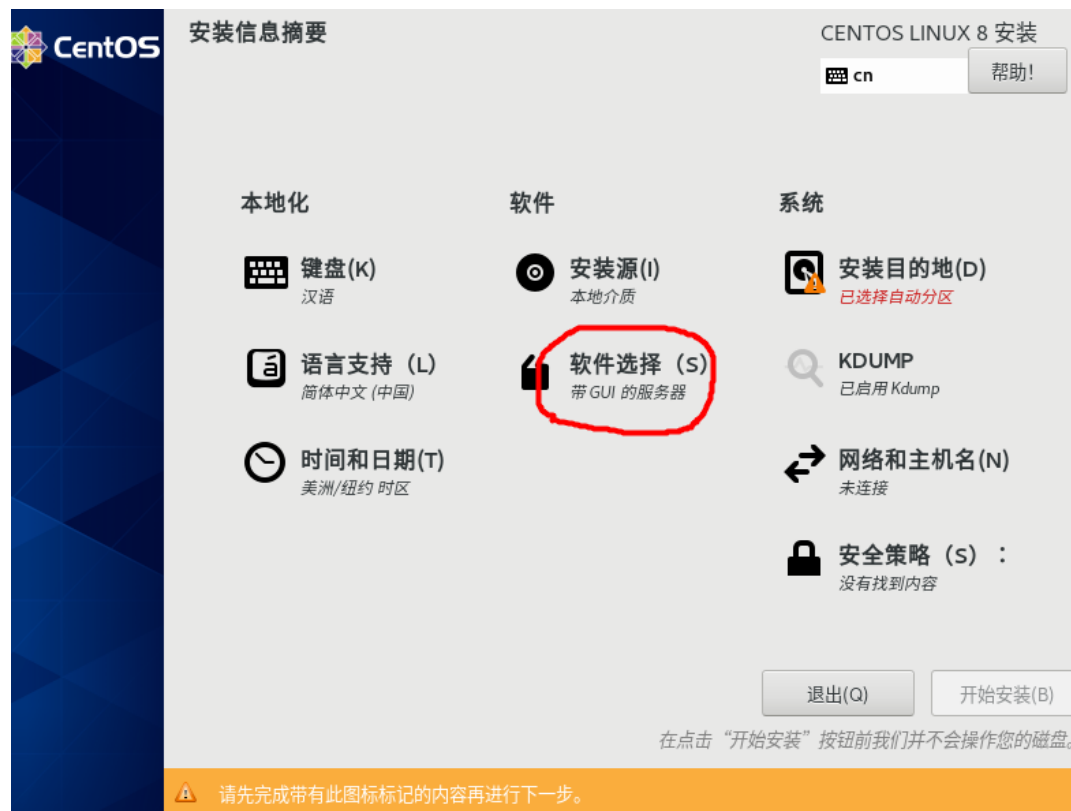 CentOS
安装信息摘要
CENTOS LINUX 8 安装
cn
帮助!
本地化
键盘(K)
汉语
语言支持（L）
简体中文 (中国)
时间和日期(T)
美洲/纽约 时区
软件
安装源(I)
本地介质
软件选择（S）
带 GUI 的服务器
系统
安装目的地(D)
已选择自动分区
KDUMP
已启用 Kdump
网络和主机名(N)
未连接
安全策略（S）：
没有找到内容
退出(Q)
开始安装(B)
在点击“开始安装”按钮前我们并不会操作您的磁盘。
请先完成带有此图标标记的内容再进行下一步。